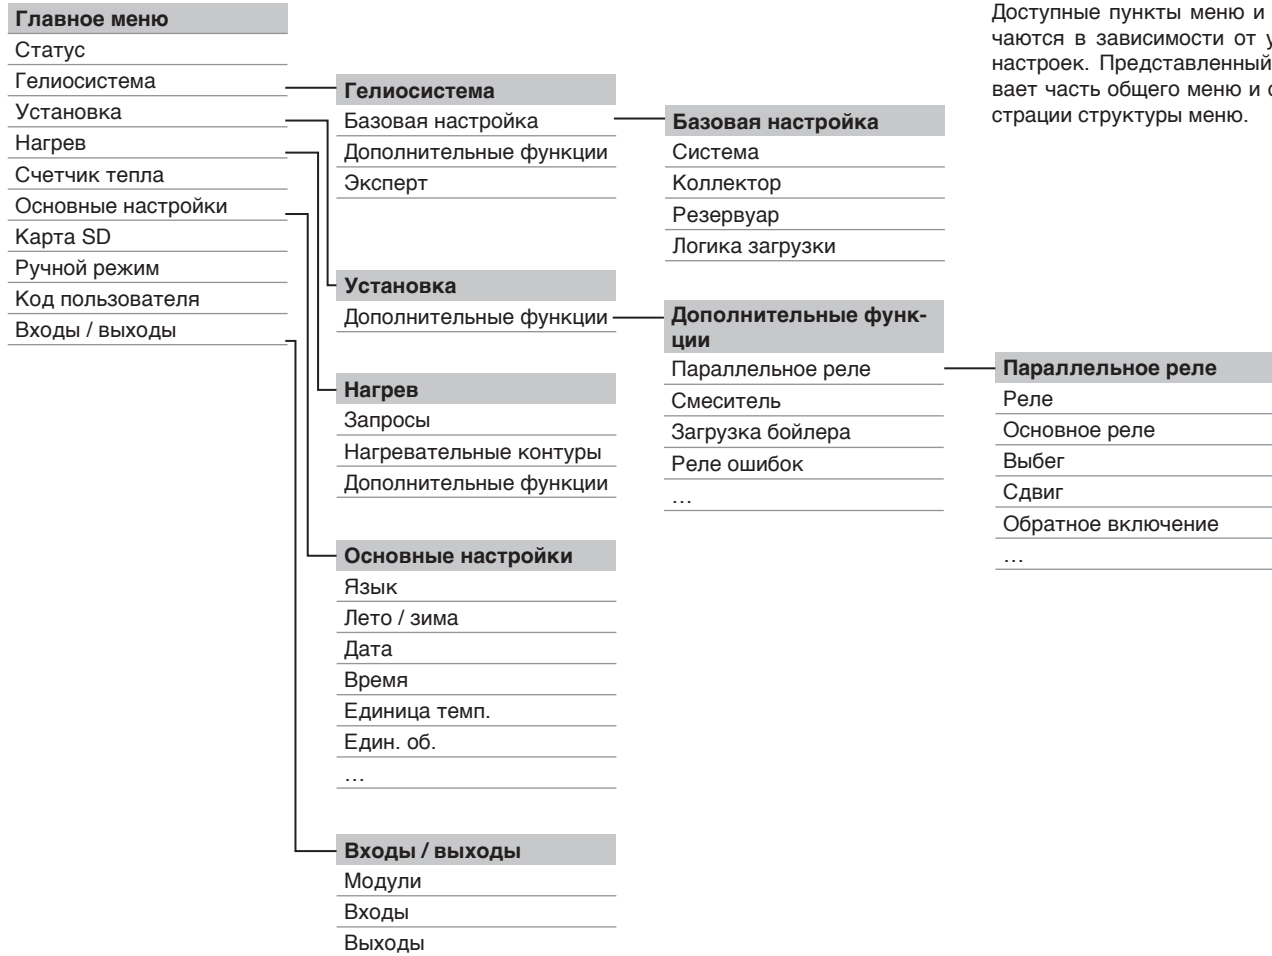 Главное меню
Статус
Гелиосистема
Установка
Нагрев
Счетчик тепла
Основные настройки
Карта SD
Ручной режим
Код пользователя
Входы / выходы
Гелиосистема
Базовая настройка
Дополнительные функции
Эксперт
Установка
Дополнительные функции
Нагрев
Запросы
Нагревательные контуры
Дополнительные функции
Основные настройки
Язык
Лето / зима
Дата
Время
Единица темп.
Един. об.
…
Входы / выходы
Модули
Входы
Выходы
Базовая настройка
Система
Коллектор
Резервуар
Логика загрузки
Дополнительные функ-
ции
Параллельное реле
Смеситель
Загрузка бойлера
Реле ошибок
…
Доступные пункты меню и
чаются в зависимости от
настроек. Представленный
вает часть общего меню и
страции структуры меню.
Параллельное реле
Реле
Основное реле
Выбег
Сдвиг
Обратное включение
…